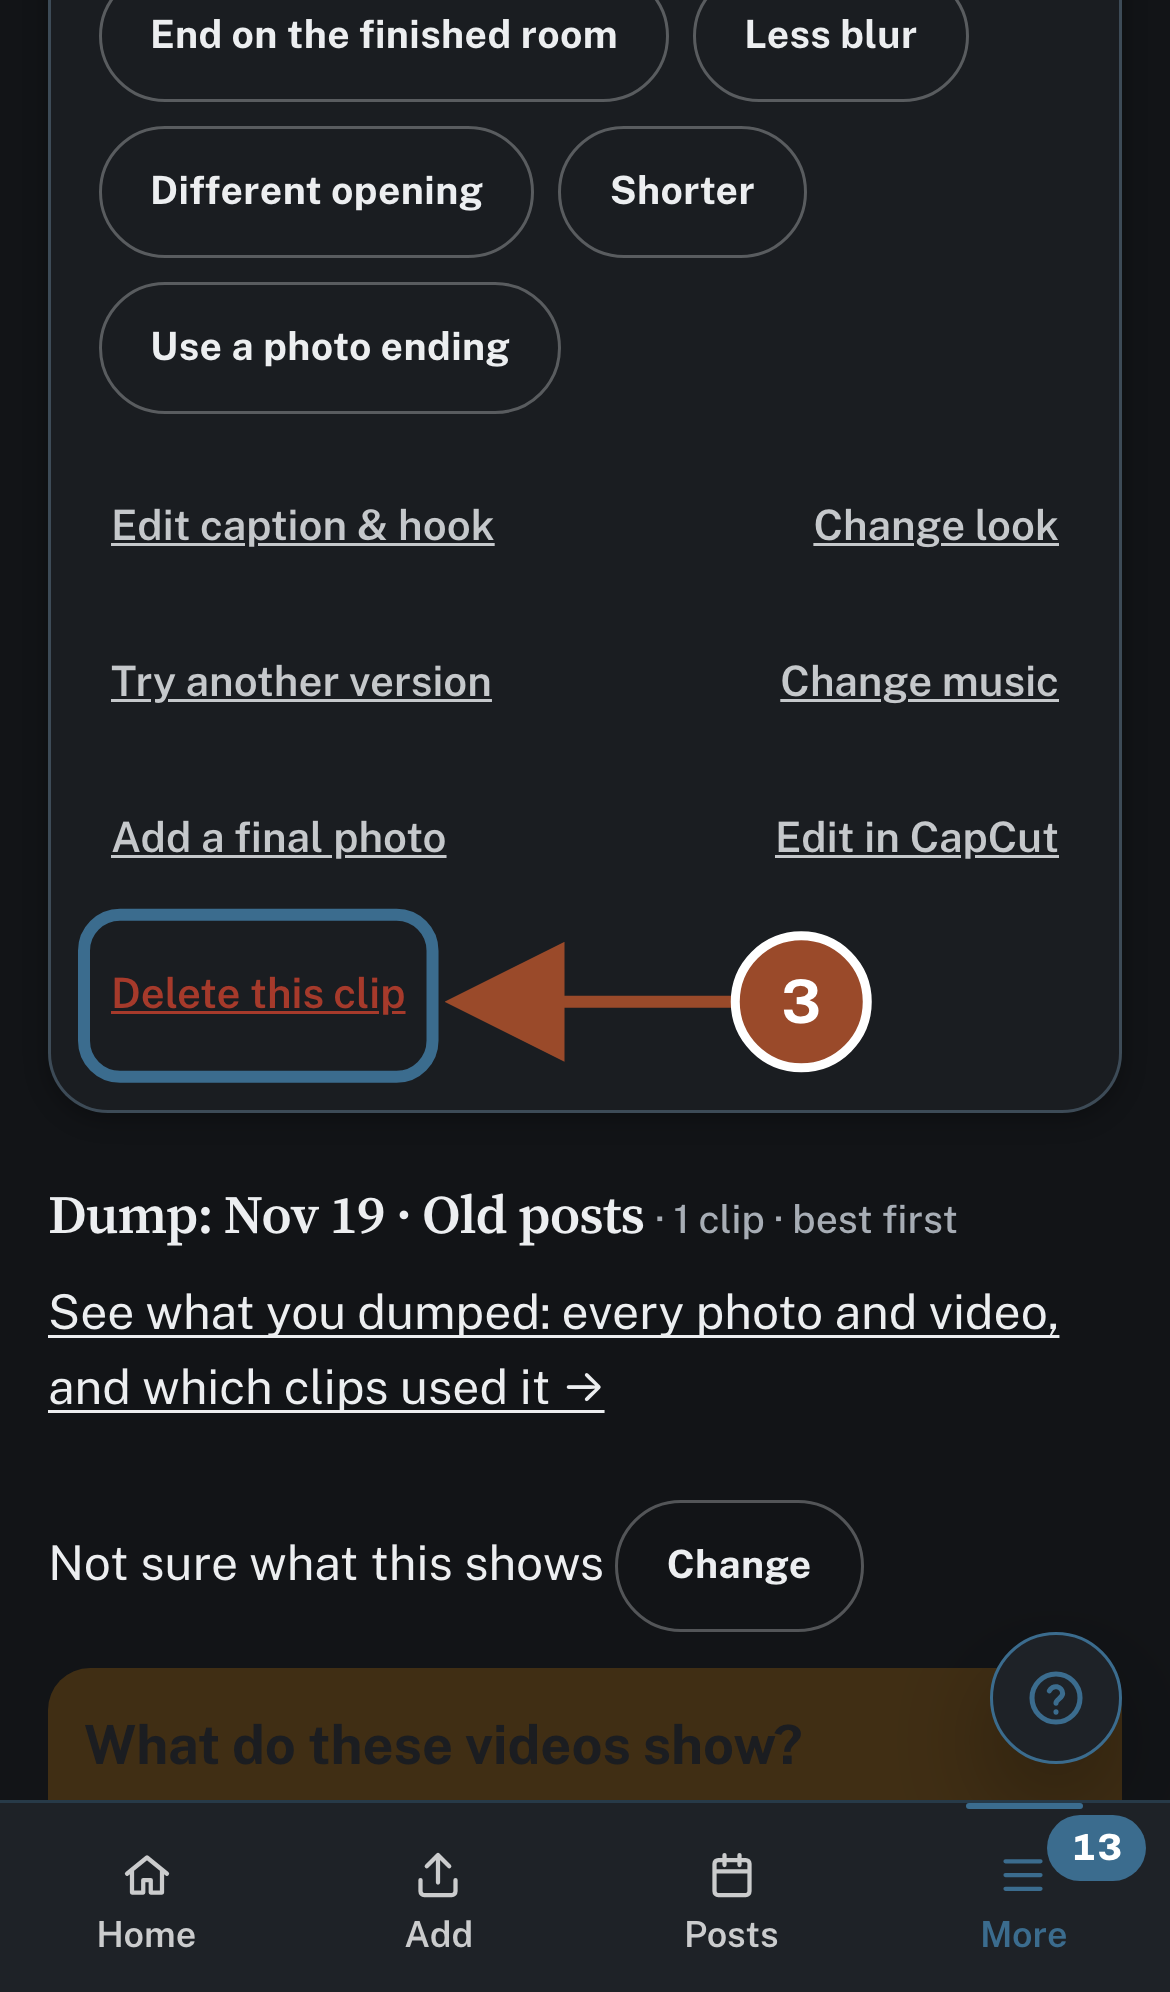 End on the finished room
Less blur
Different opening
Shorter
Use a photo ending
Edit caption & hook
Change look
Try another version
Change music
Add a final photo
Edit in CapCut
Delete this clip
3
Dump: Nov 19 · Old posts · 1 clip · best first
See what you dumped: every photo and video,
and which clips used it →
Not sure what this shows
Change
What do these videos show?
13
Home
Add
Posts
More